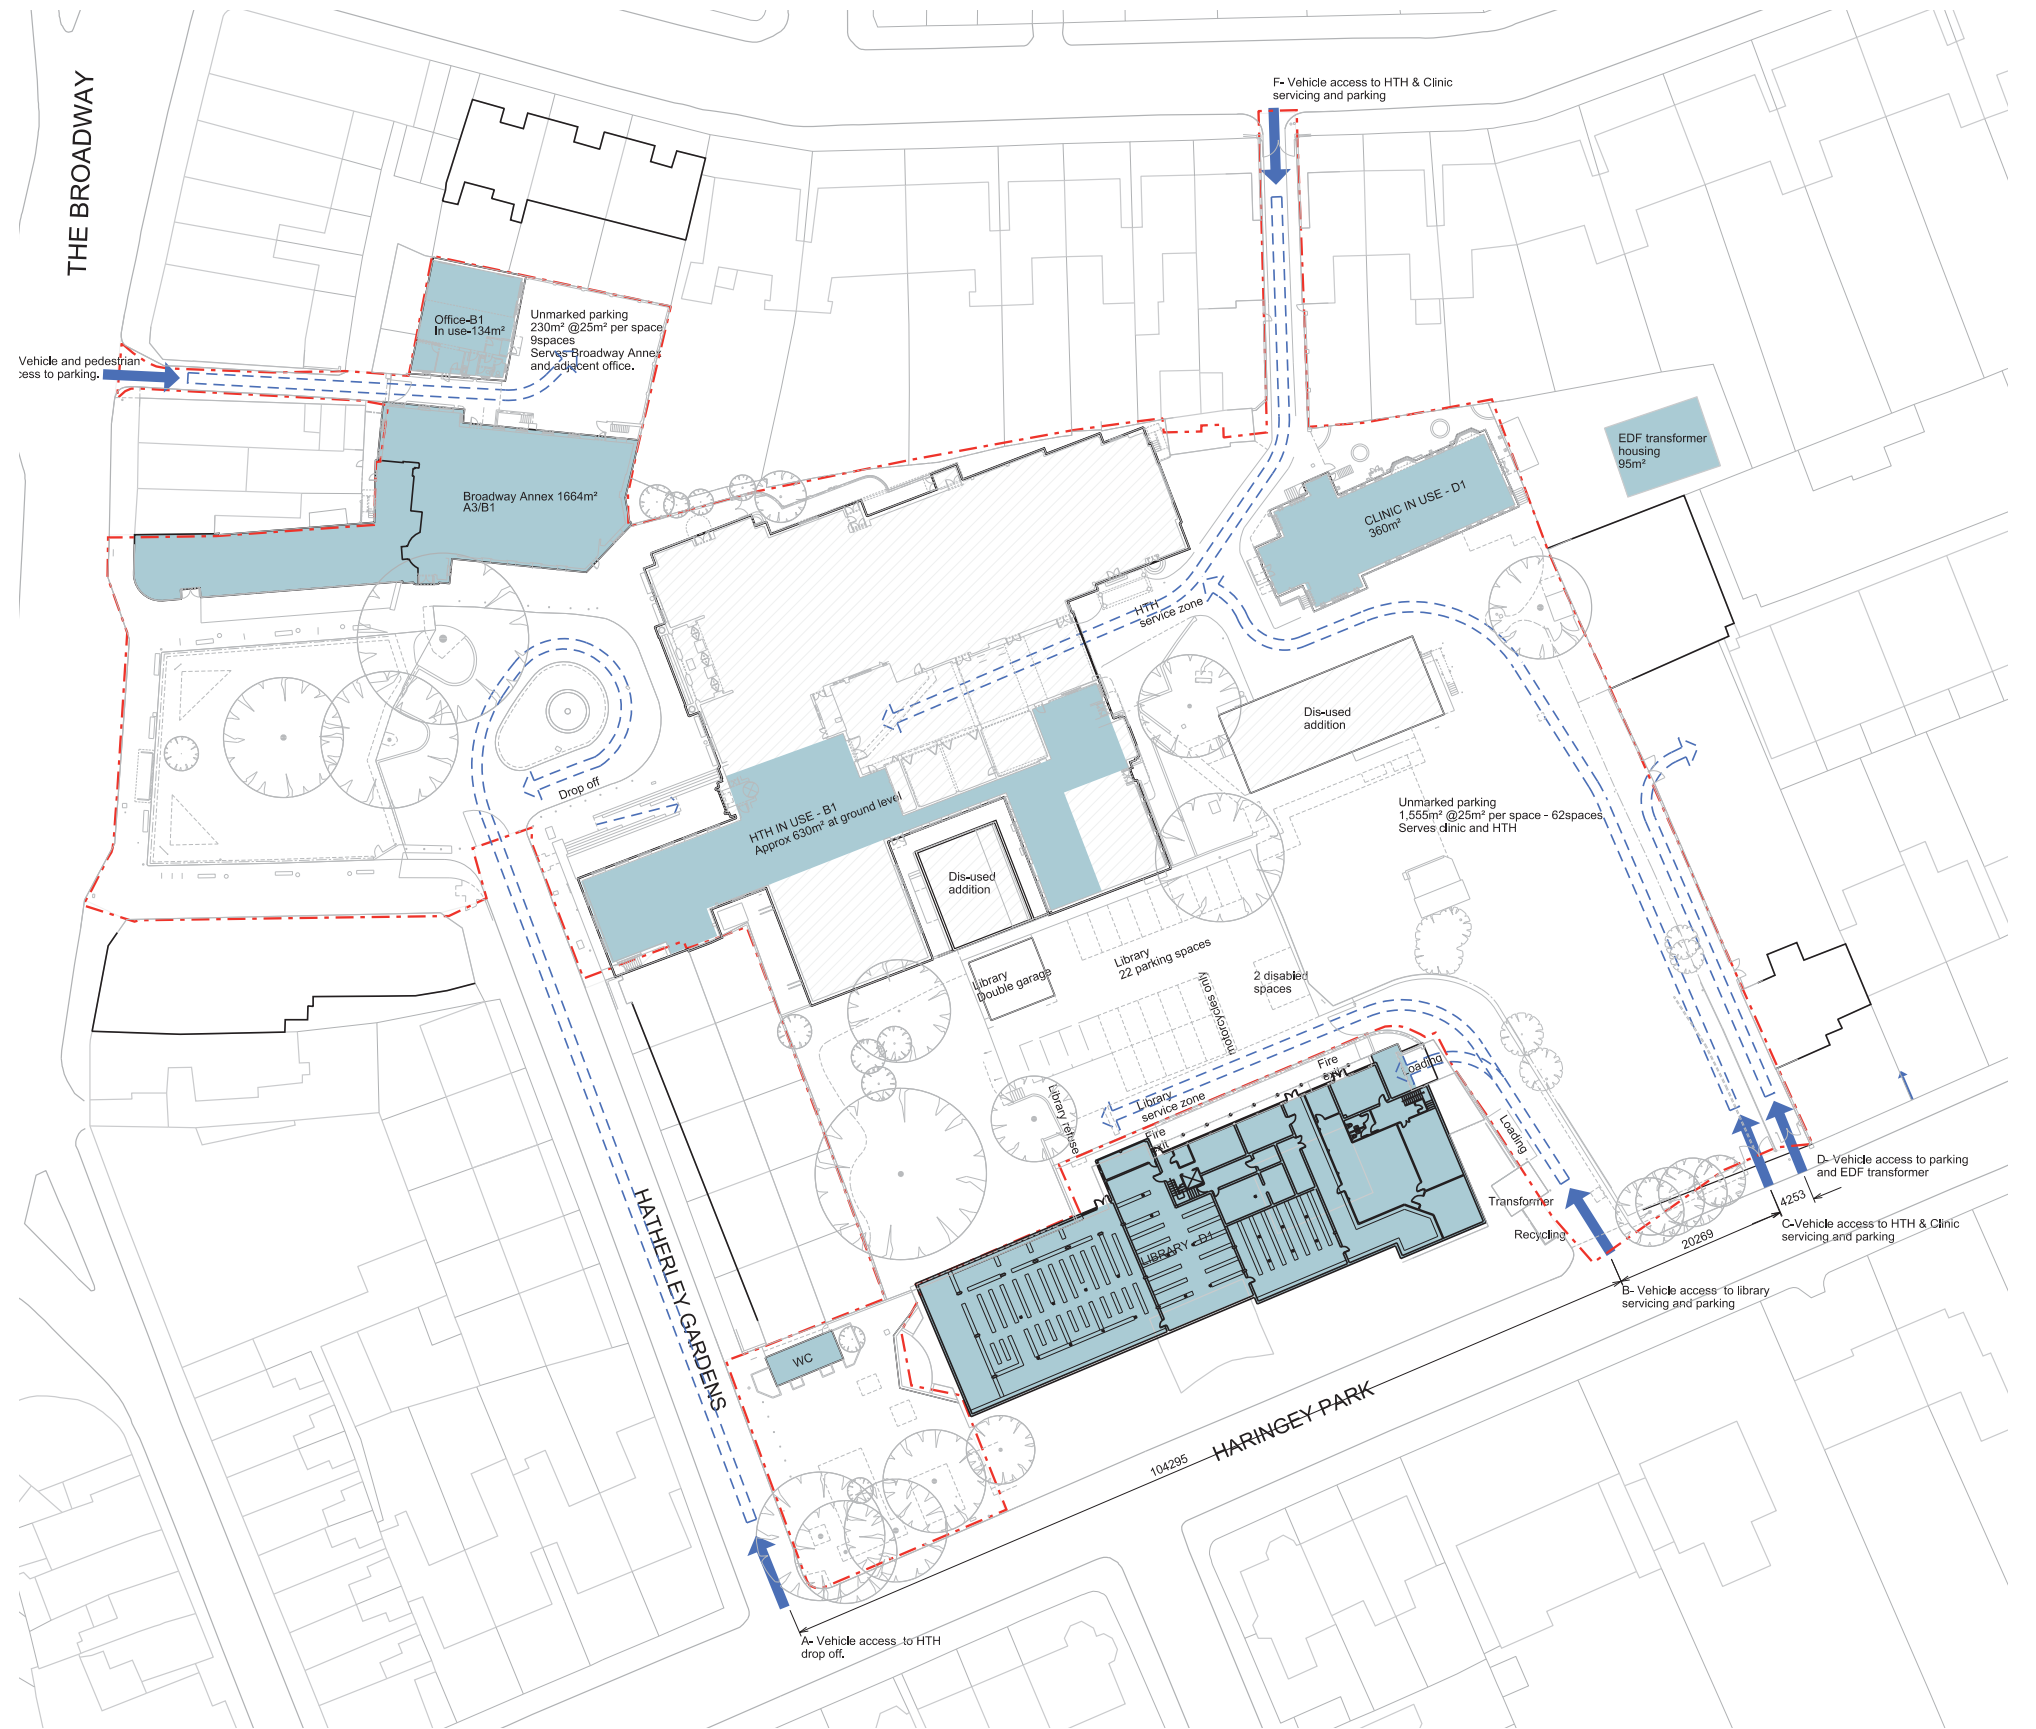 THE BROADWAY
F- Vehicle access to HTH & Clinic
servicing and parking
Office-B1
In use-134m²
Unmarked parking
230m² @25m² per space
9spaces
Serves Broadway Annex
and adjacent office.
Vehicle and pedestrian
cess to parking.
Broadway Annex 1664m²
A3/B1
EDF transformer
housing
95m²
CLINIC IN USE - D1
360m²
HTH
service zone
Dis-used
addition
Drop off
HTH IN USE - B1
Approx 630m² at ground level
Unmarked parking
1,555m² @25m² per space - 62spaces
Serves clinic and HTH
Dis-used
addition
Library
22 parking spaces
Library
Double garage
motorcycles only
2 disabled
spaces
Fire
exit
Loading
Library
service zone
Library refuse
Fire
exit
Loading
LIBRARY - D1
Transformer
Recycling
D- Vehicle access to parking
and EDF transformer
4253
C-Vehicle access to HTH & Clinic
servicing and parking
20269
B- Vehicle access to library
servicing and parking
HATHERLEY GARDENS
WC
HARINGEY PARK
104295
A- Vehicle access to HTH
drop off.